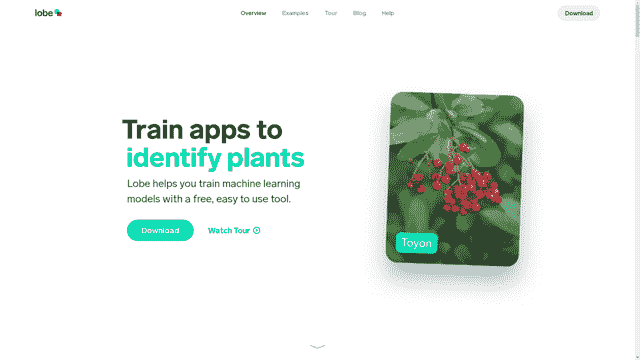 lobe
Overview
Examples
Tour
Blog
Help
Download
Train apps to
identify plants
Lobe helps you train machine learning
models with a free, easy to use tool.
Download
Watch Tour
Toyon